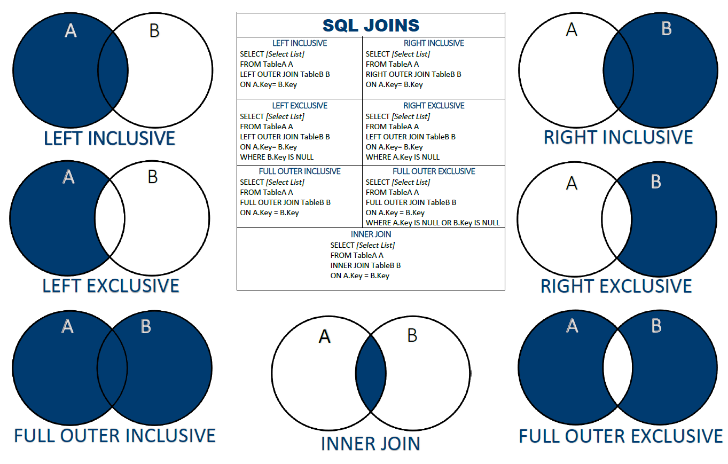 SQL JOINS
LEFT INCLUSIVE
SELECT [Select List]
FROM TableA A
LEFT OUTER JOIN TableB B
ON A.Key= B.Key
RIGHT INCLUSIVE
SELECT [Select List]
FROM TableA A
RIGHT OUTER JOIN TableB B
ON A.Key= B.Key
LEFT EXCLUSIVE
SELECT [Select List]
FROM TableA A
LEFT OUTER JOIN TableB B
ON A.Key= B.Key
WHERE B.Key IS NULL
RIGHT EXCLUSIVE
SELECT [Select List]
FROM TableA A
LEFT OUTER JOIN TableB B
ON A.Key= B.Key
WHERE A.Key IS NULL
FULL OUTER INCLUSIVE
SELECT [Select List]
FROM TableA A
FULL OUTER JOIN TableB B
ON A.Key = B.Key
FULL OUTER EXCLUSIVE
SELECT [Select List]
FROM TableA A
FULL OUTER JOIN TableB B
ON A.Key = B.Key
WHERE A.Key IS NULL OR B.Key IS NULL
INNER JOIN
SELECT [Select List]
FROM TableA A
INNER JOIN TableB B
ON A.Key = B.Key
A B
LEFT INCLUSIVE
A B
RIGHT INCLUSIVE
A B
LEFT EXCLUSIVE
A B
RIGHT EXCLUSIVE
A B
FULL OUTER INCLUSIVE
A B
INNER JOIN
A B
FULL OUTER EXCLUSIVE